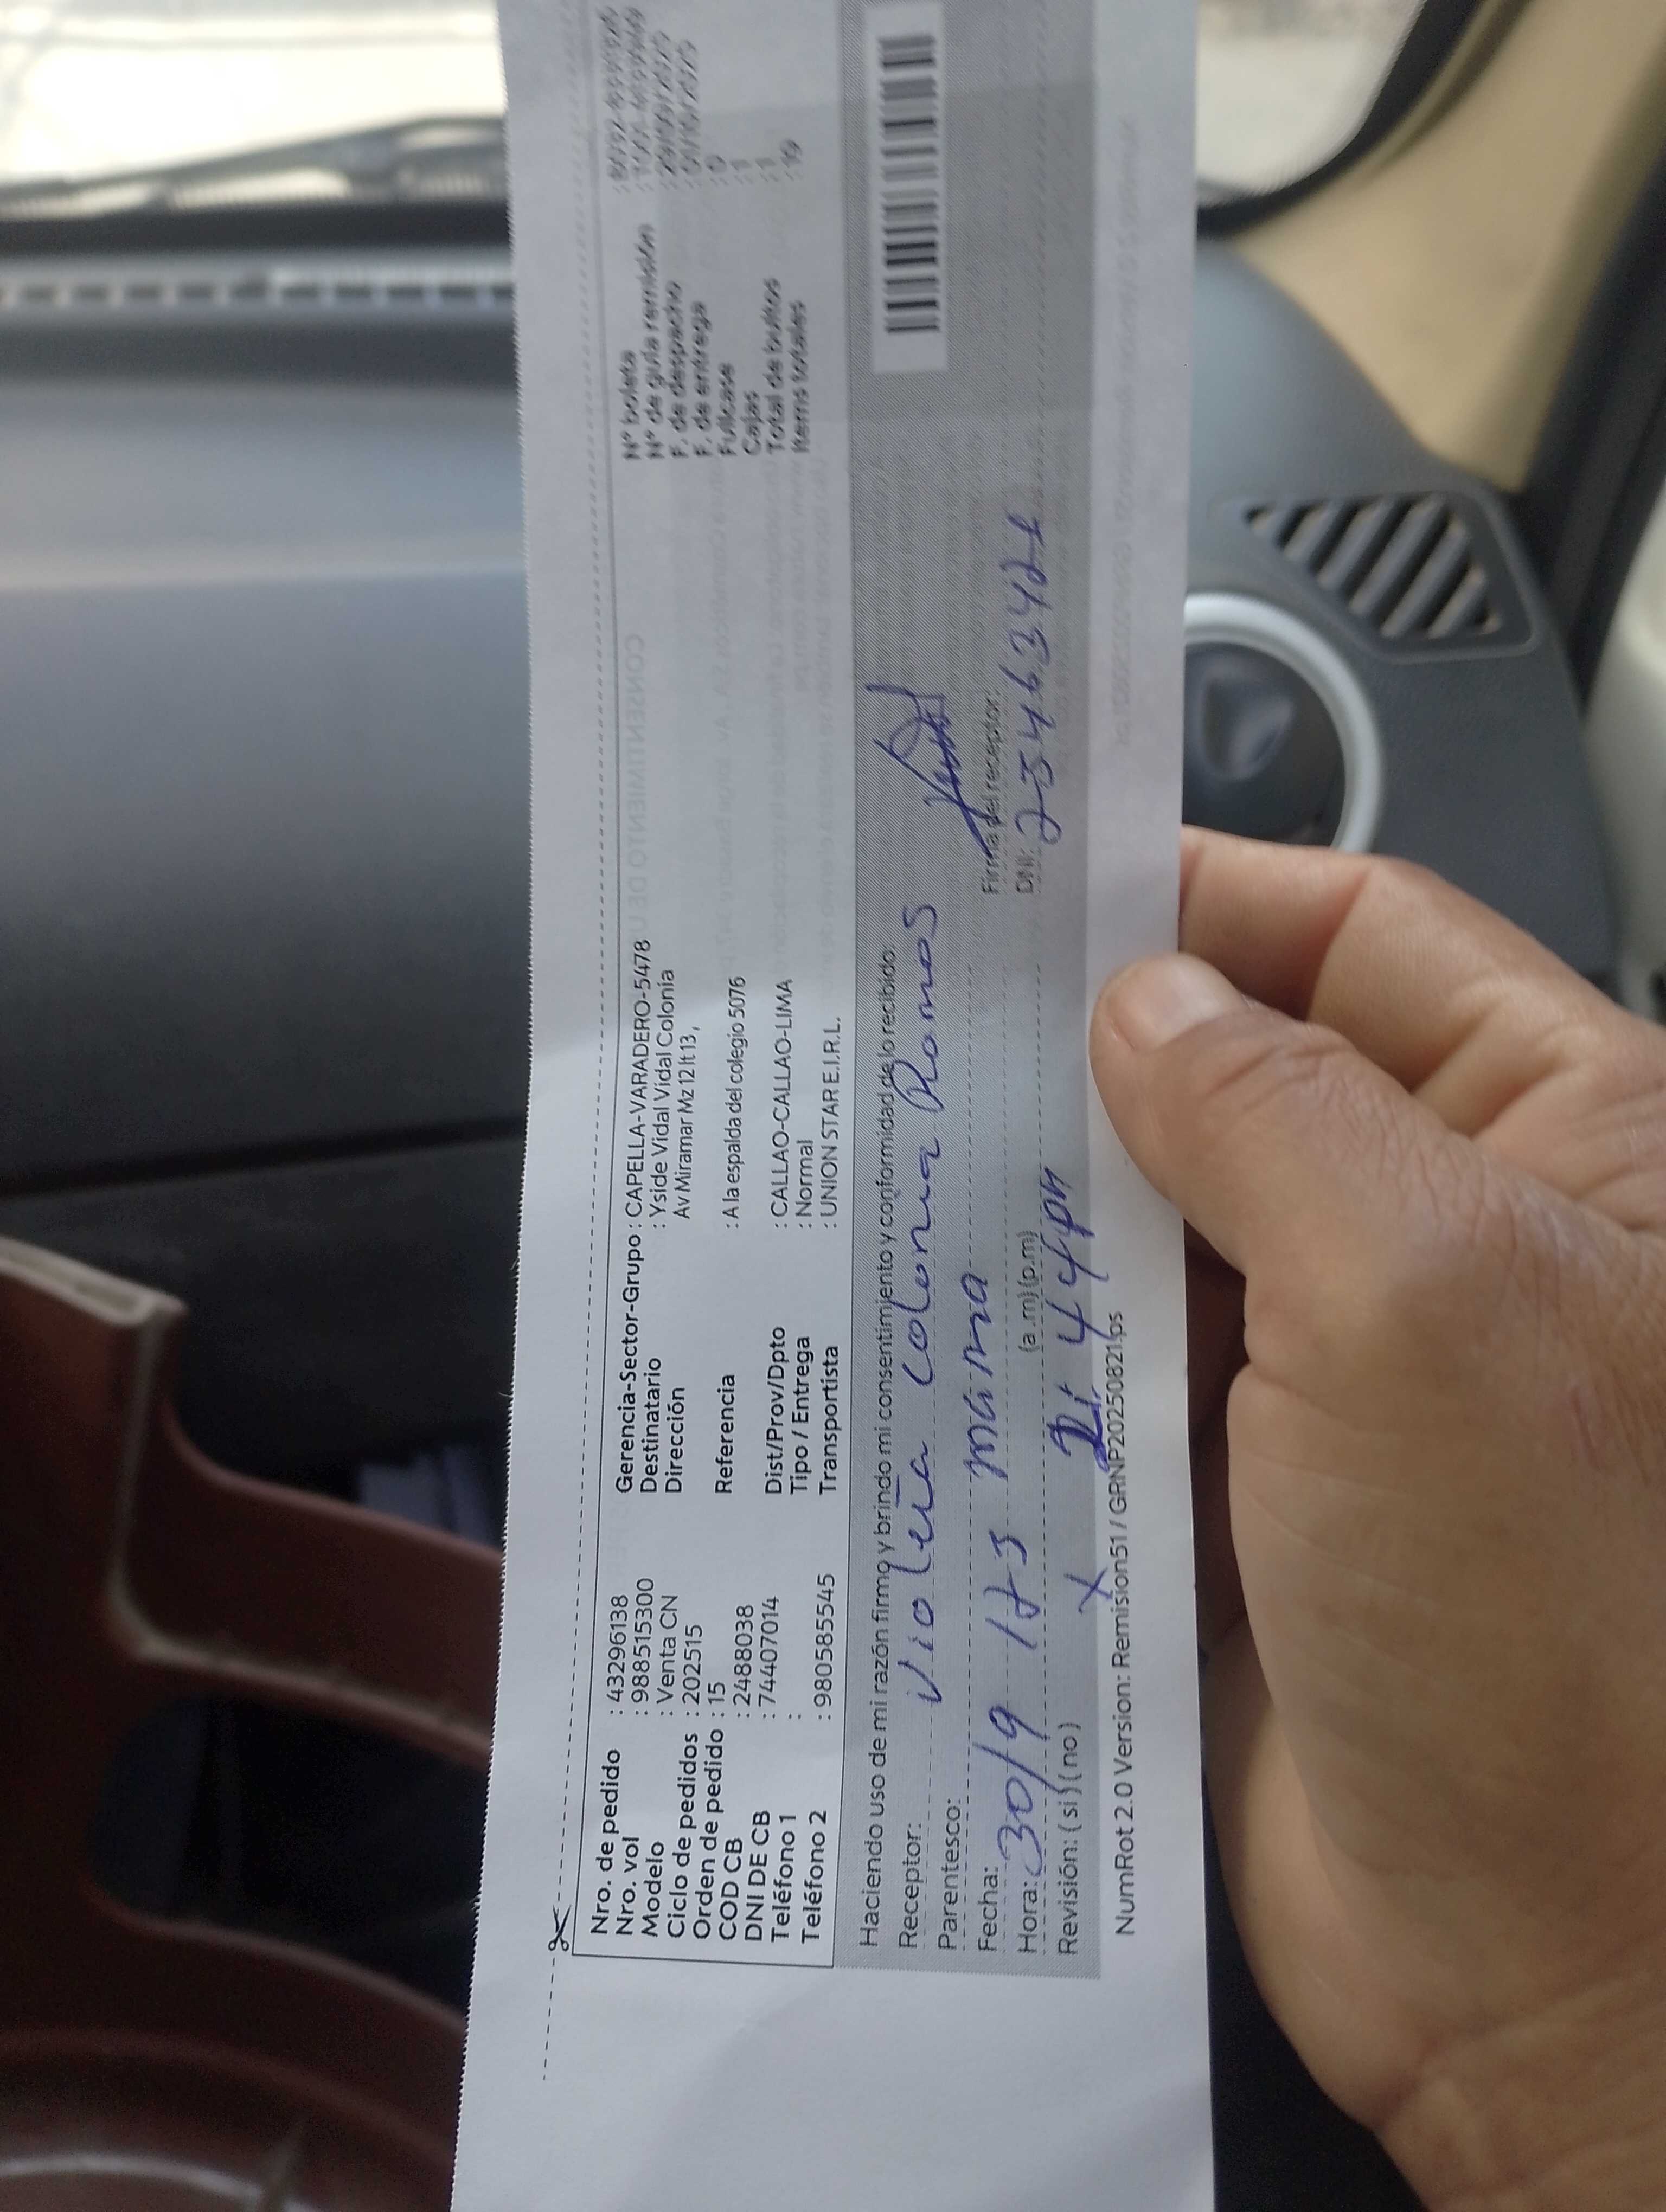 Nro. de pedido : 43296138
Nro. vol : 988515300
Modelo : Venta CN
Ciclo de pedidos : 202515
Orden de pedido : 15
COD CB : 2488038
DNI DE CB : 74407014
Teléfono 1 :
Teléfono 2 : 980585545
Gerencia-Sector-Grupo : CAPELLA-VARADERO-5478
Destinatario : Yside Vidal Vidal Colonia
Dirección Av Miramar Mz 12 lt 13,
Referencia : A la espalda del colegio 5076
Dist/Prov/Dpto : CALLAO-CALLAO-LIMA
Tipo / Entrega : Normal
Transportista : UNION STAR E.I.R.L.
N° boleta
N° de guía remisión
F. de despacho
F. de entrega
Fullcase : 0
Cajas : 1
Total de bultos : 1
Items totales : 19
Haciendo uso de mi razón firmo y brindo mi consentimiento y conformidad de lo recibido:
Receptor: Violeta Colonia Ramos
Parentesco: mama
Fecha: 30/9
Firma del receptor:
Hora: (a.m) (p.m)
DNI:
Revisión: ( si ) ( no ) X
NumRot 2.0 Version: Remision51 / GRNP20250821.ps